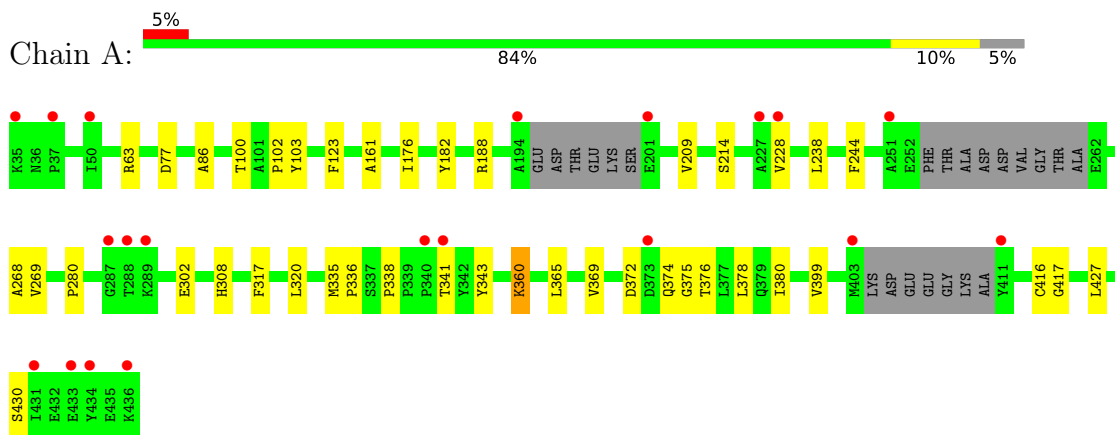 5%
Chain A:
84% 10% 5%
K35 N36 P37 I50 R63 D77 A86 T100 A101 P102 Y103 F123 A161 I176 Y182 R188 A194 GLU ASP THR GLU LYS SER E201 V209 S214 A227 V228 L238 F244 A251 E252 PHE THR ALA ASP ASP VAL GLY THR ALA E262
A268 V269 P280 G287 T288 K289 E302 H308 F317 L320 M335 P336 S337 P338 P339 P340 T341 Y342 Y343 K360 L365 V369 D372 D373 Q374 G375 T376 L377 L378 Q379 I380 V399 M403 LYS ASP GLU GLU GLY LYS ALA Y411 C416 G417 L427
S430 I431 E432 E433 Y434 E435 K436